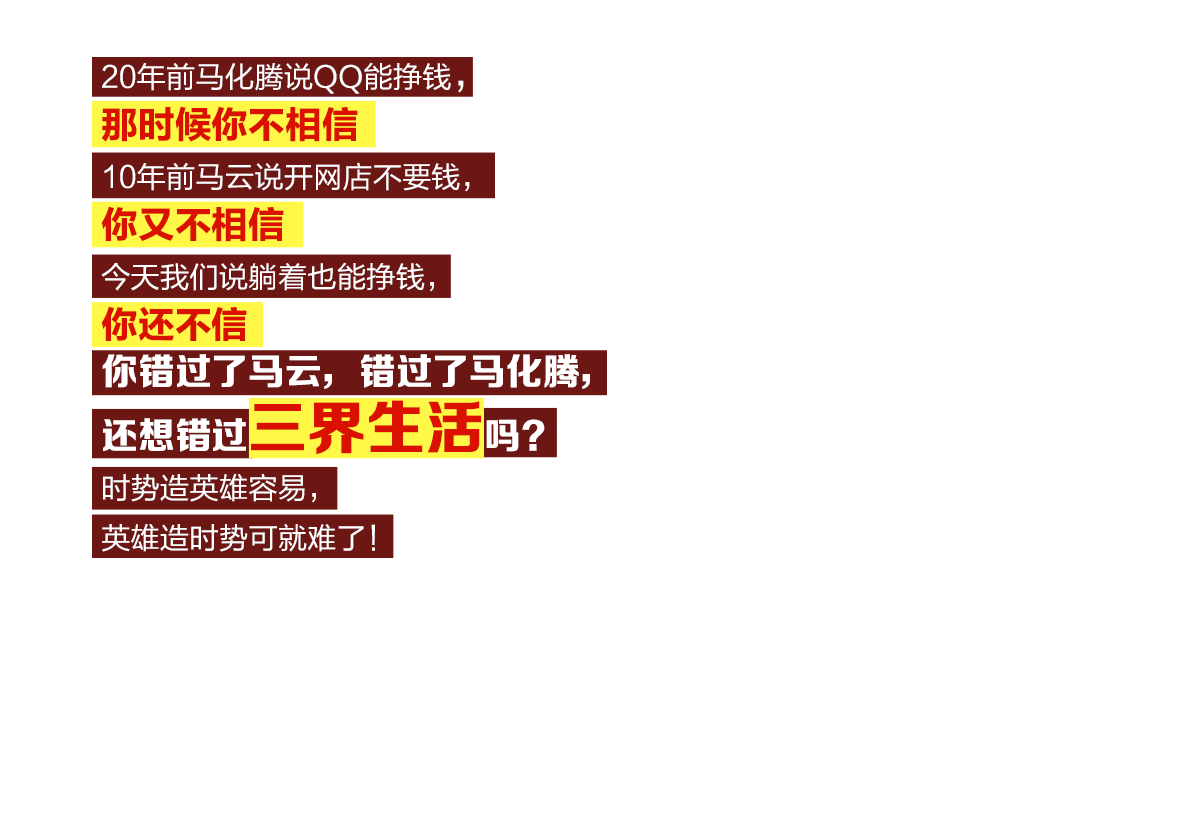 20年前马化腾说QQ能挣钱，
那时候你不相信
10年前马云说开网店不要钱，
你又不相信
今天我们说躺着也能挣钱，
你还不信
你错过了马云，错过了马化腾，
还想错过三界生活吗？
时势造英雄容易，
英雄造时势可就难了！